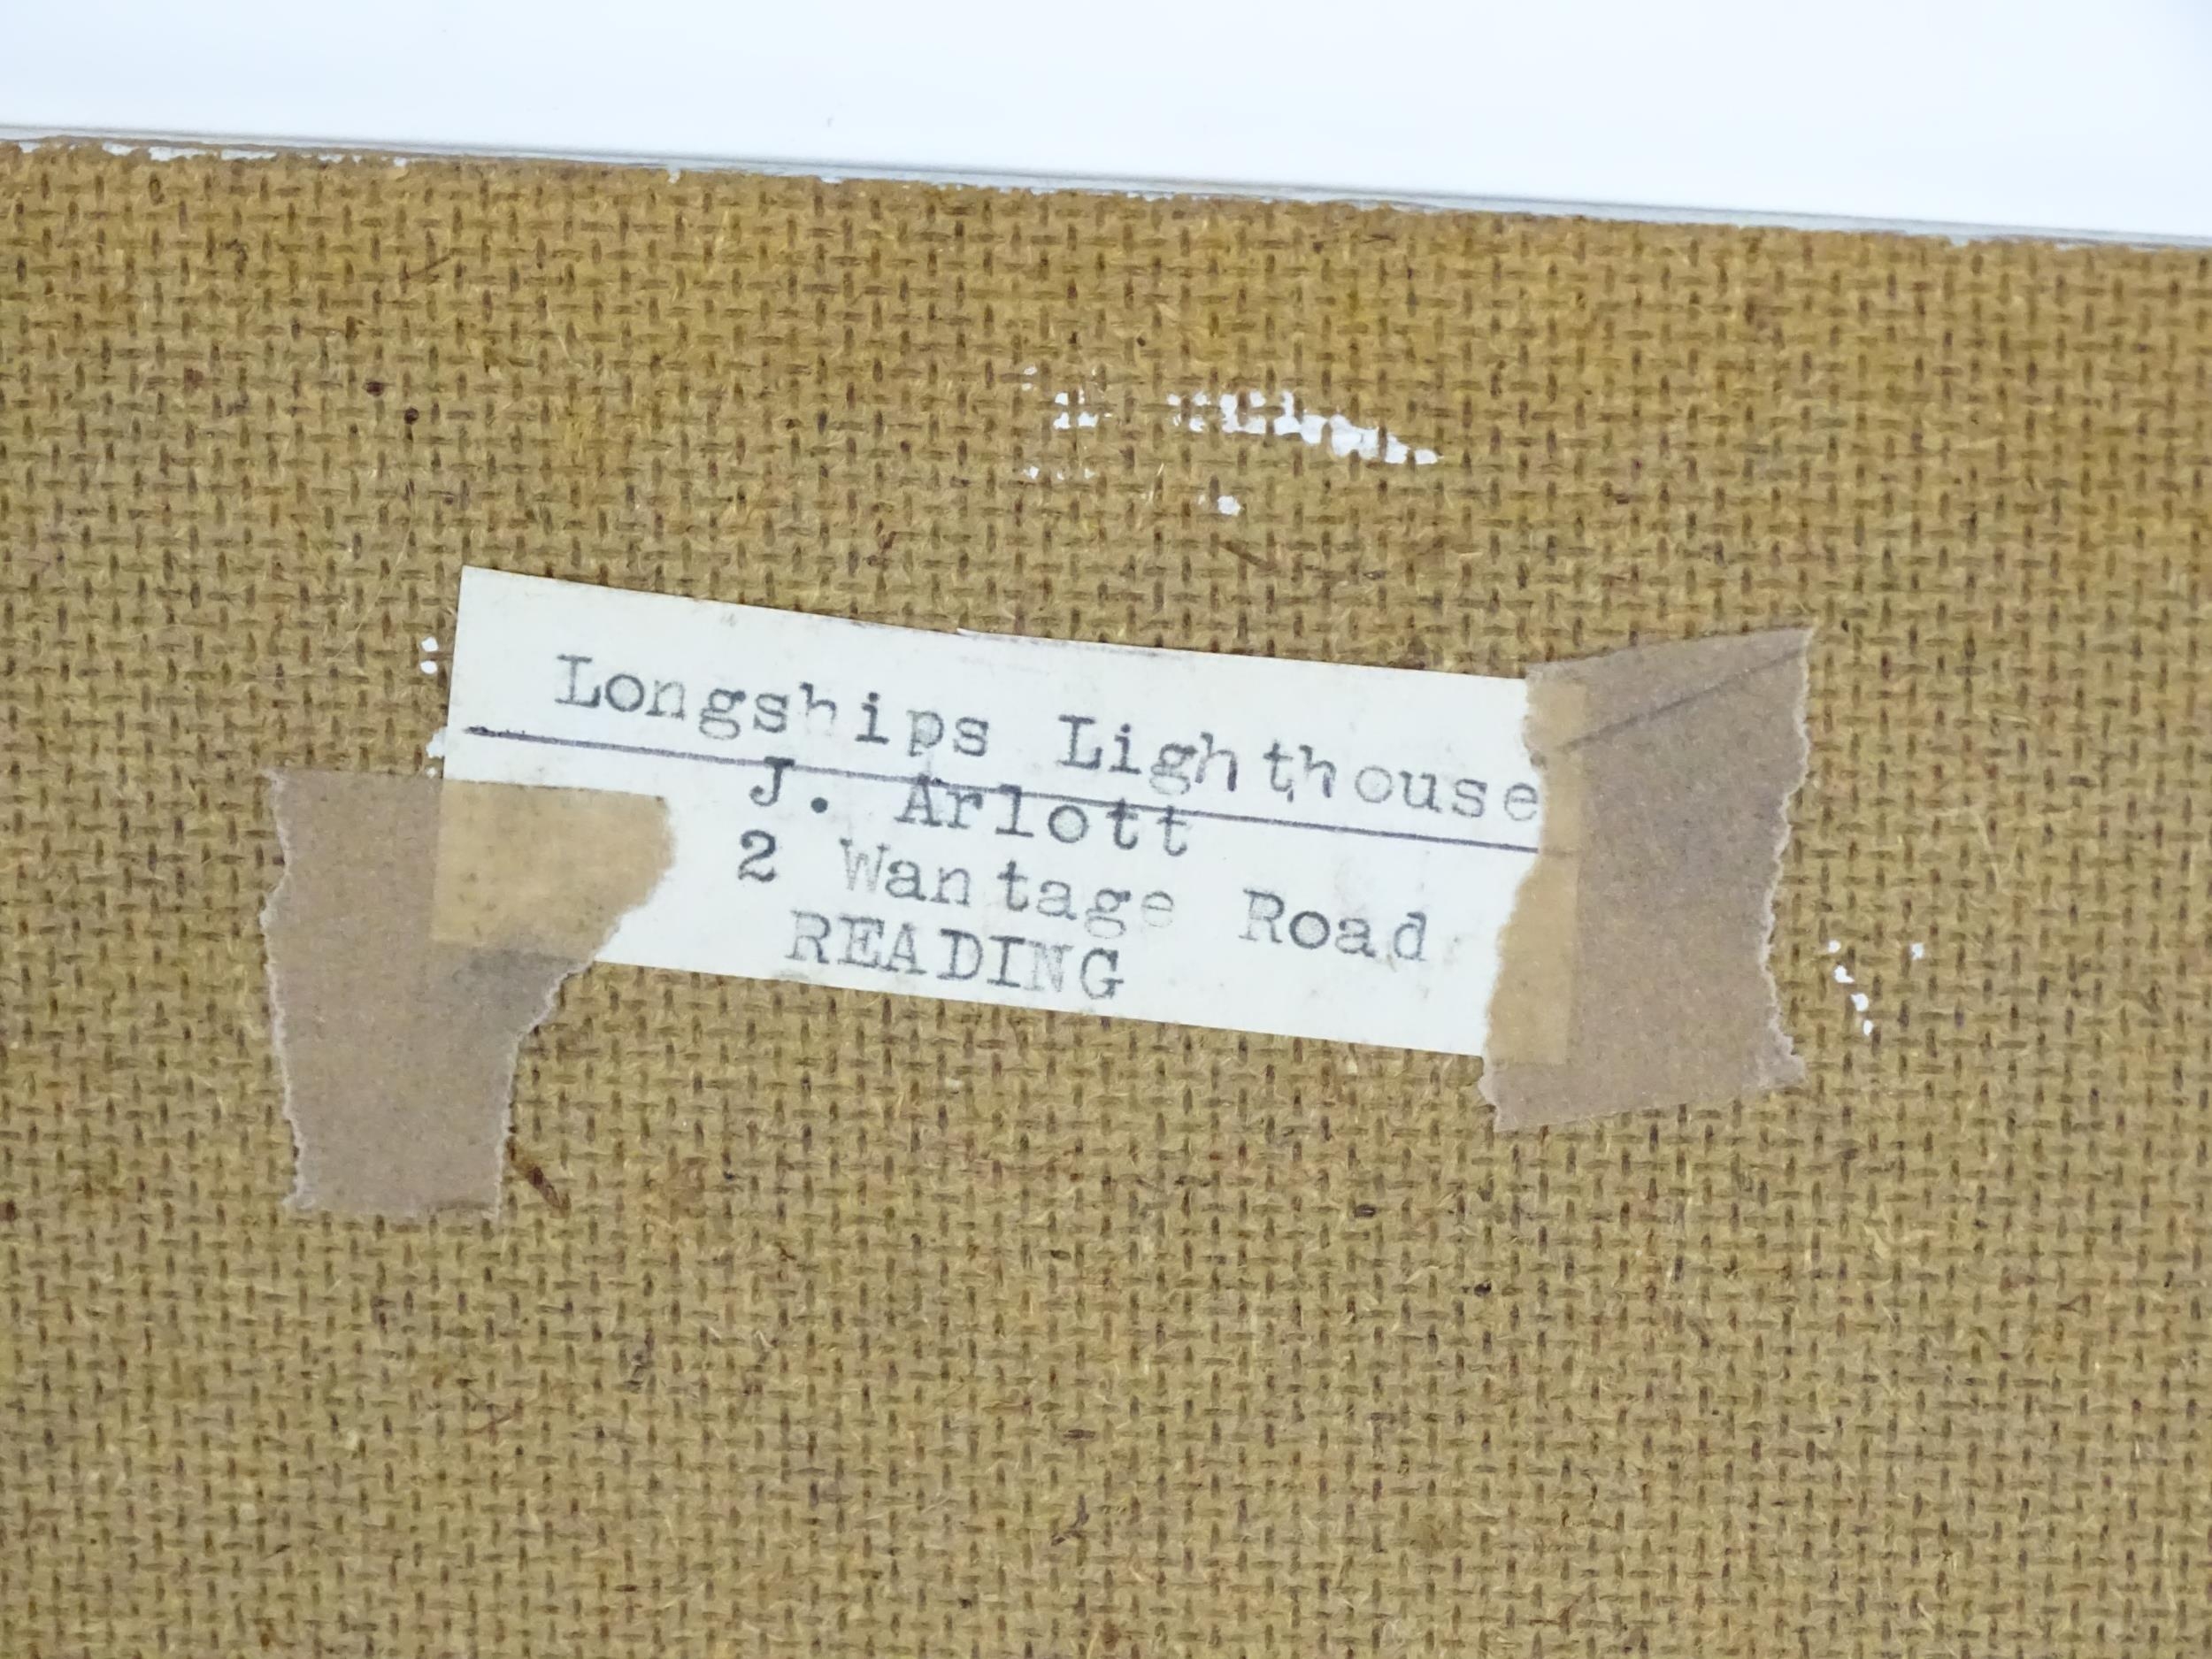 Longships Lighthouse
J. Arlott
2 Wantage Road
READING